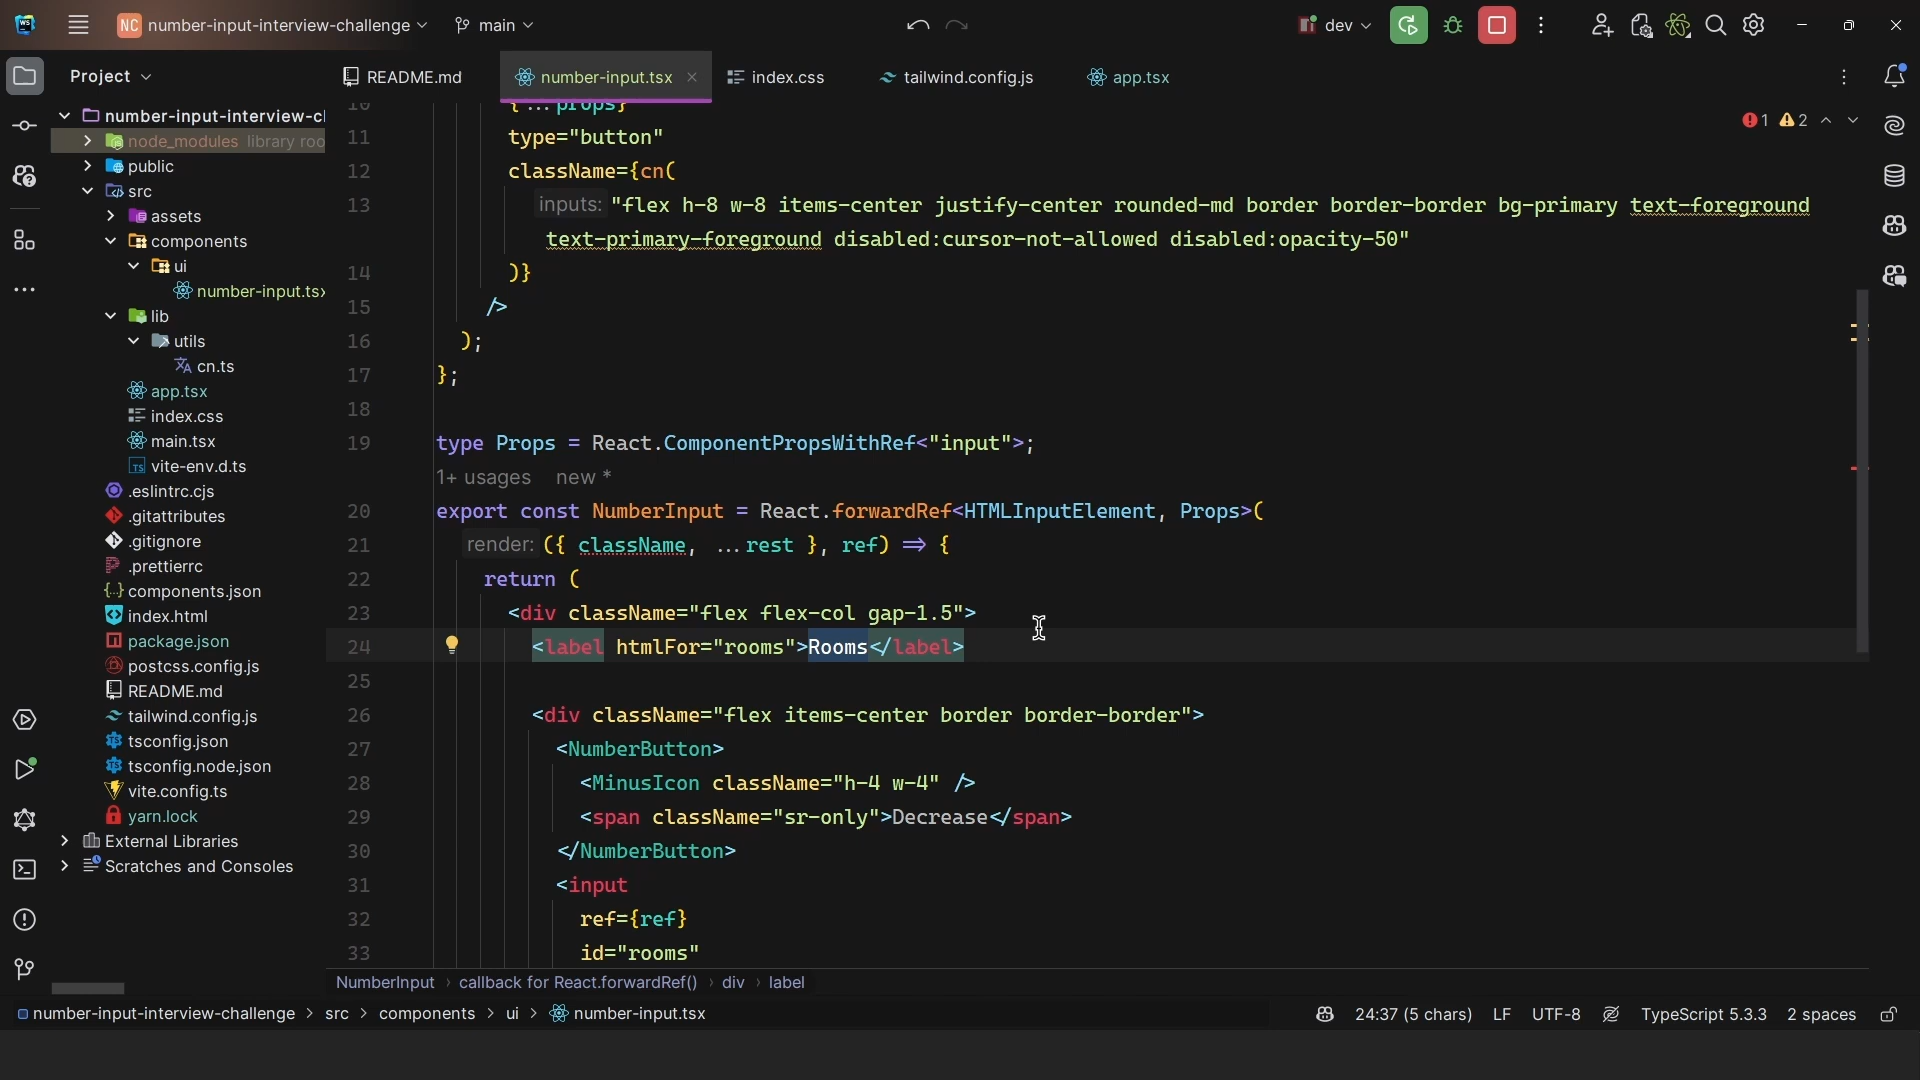 NC number-input-interview-challenge main dev
Project
README.md number-input.tsx index.css tailwind.config.js app.tsx
number-input-interview-cl
node_modules library roo
public
src
assets
components
ui
number-input.tsx
lib
utils
cn.ts
app.tsx
index.css
main.tsx
vite-env.d.ts
.eslintrc.cjs
.gitattributes
.gitignore
.prettierrc
components.json
index.html
package.json
postcss.config.js
README.md
tailwind.config.js
tsconfig.json
tsconfig.node.json
vite.config.ts
yarn.lock
External Libraries
Scratches and Consoles
1 2
10 {...props}
11 type="button"
12 className={cn(
13 inputs: "flex h-8 w-8 items-center justify-center rounded-md border border-border bg-primary text-foreground
text-primary-foreground disabled:cursor-not-allowed disabled:opacity-50"
14 )}
15 />
16 );
17 };
18
19 type Props = React.ComponentPropsWithRef<"input">;
1+ usages new *
20 export const NumberInput = React.forwardRef<HTMLInputElement, Props>(
21 render: ({ className, ...rest }, ref) => {
22 return (
23 <div className="flex flex-col gap-1.5">
24 <label htmlFor="rooms">Rooms</label>
25
26 <div className="flex items-center border border-border">
27 <NumberButton>
28 <MinusIcon className="h-4 w-4" />
29 <span className="sr-only">Decrease</span>
30 </NumberButton>
31 <input
32 ref={ref}
33 id="rooms"
NumberInput › callback for React.forwardRef() › div › label
number-input-interview-challenge > src > components > ui > number-input.tsx
24:37 (5 chars) LF UTF-8 TypeScript 5.3.3 2 spaces